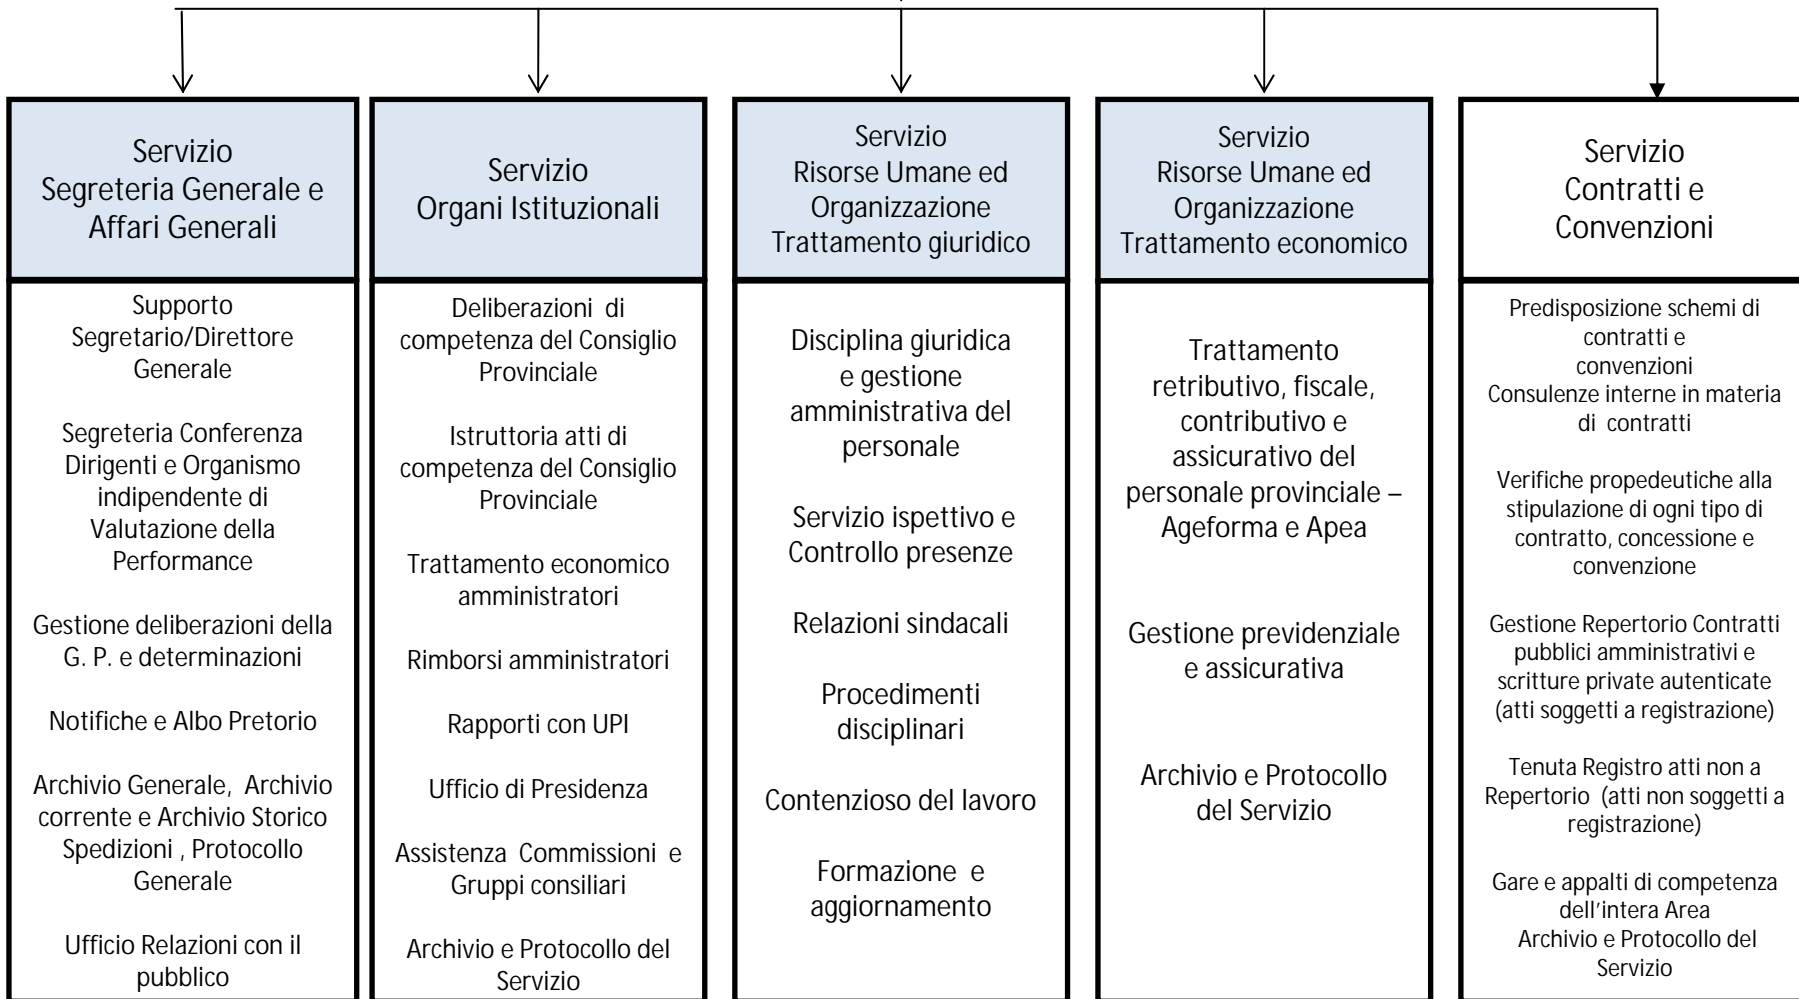 Servizio
Segreteria Generale e
Affari Generali
Supporto
Segretario/Direttore
Generale
Segreteria Conferenza
Dirigenti e Organismo
indipendente di
Valutazione della
Performance
Gestione deliberazioni della
G. P. e determinazioni
Notifiche e Albo Pretorio
Archivio Generale, Archivio
corrente e Archivio Storico
Spedizioni , Protocollo
Generale
Ufficio Relazioni con il
pubblico
Servizio
Organi Istituzionali
Deliberazioni di
competenza del Consiglio
Provinciale
Istruttoria atti di
competenza del Consiglio
Provinciale
Trattamento economico
amministratori
Rimborsi amministratori
Rapporti con UPI
Ufficio di Presidenza
Assistenza Commissioni e
Gruppi consiliari
Archivio e Protocollo del
Servizio
Servizio
Risorse Umane ed
Organizzazione
Trattamento giuridico
Disciplina giuridica
e gestione
amministrativa del
personale
Servizio ispettivo e
Controllo presenze
Relazioni sindacali
Procedimenti
disciplinari
Contenzioso del lavoro
Formazione e
aggiornamento
Servizio
Risorse Umane ed
Organizzazione
Trattamento economico
Trattamento
retributivo, fiscale,
contributivo e
assicurativo del
personale provinciale –
Ageforma e Apea
Gestione previdenziale
e assicurativa
Archivio e Protocollo
del Servizio
Servizio
Contratti e
Convenzioni
Predisposizione schemi di
contratti e
convenzioni
Consulenze interne in materia
di contratti
Verifiche propedeutiche alla
stipulazione di ogni tipo di
contratto, concessione e
convenzione
Gestione Repertorio Contratti
pubblici amministrativi e
scritture private autenticate
(atti soggetti a registrazione)
Tenuta Registro atti non a
Repertorio (atti non soggetti a
registrazione)
Gare e appalti di competenza
dell'intera Area
Archivio e Protocollo del
Servizio